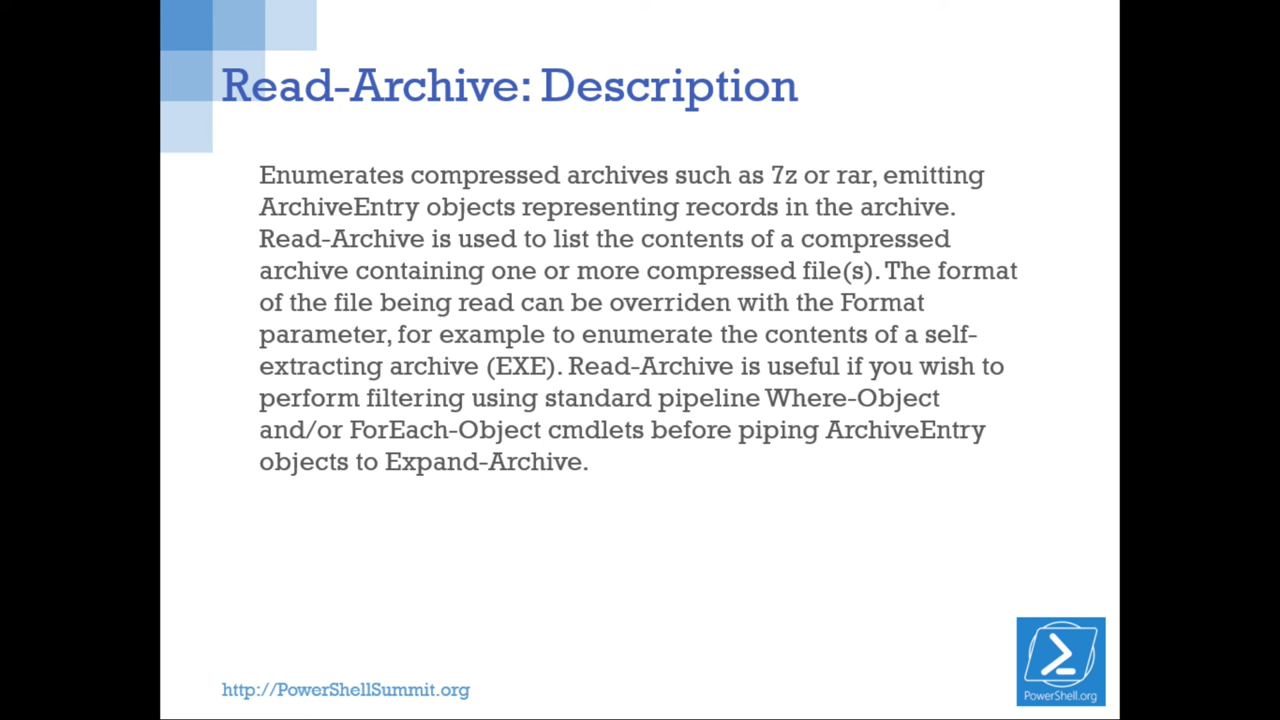 Read-Archive: Description
Enumerates compressed archives such as 7z or rar, emitting
ArchiveEntry objects representing records in the archive.
Read-Archive is used to list the contents of a compressed
archive containing one or more compressed file(s). The format
of the file being read can be overriden with the Format
parameter, for example to enumerate the contents of a self-
extracting archive (EXE). Read-Archive is useful if you wish to
perform filtering using standard pipeline Where-Object
and/or ForEach-Object cmdlets before piping ArchiveEntry
objects to Expand-Archive.
http://PowerShellSummit.org
PowerShell.org